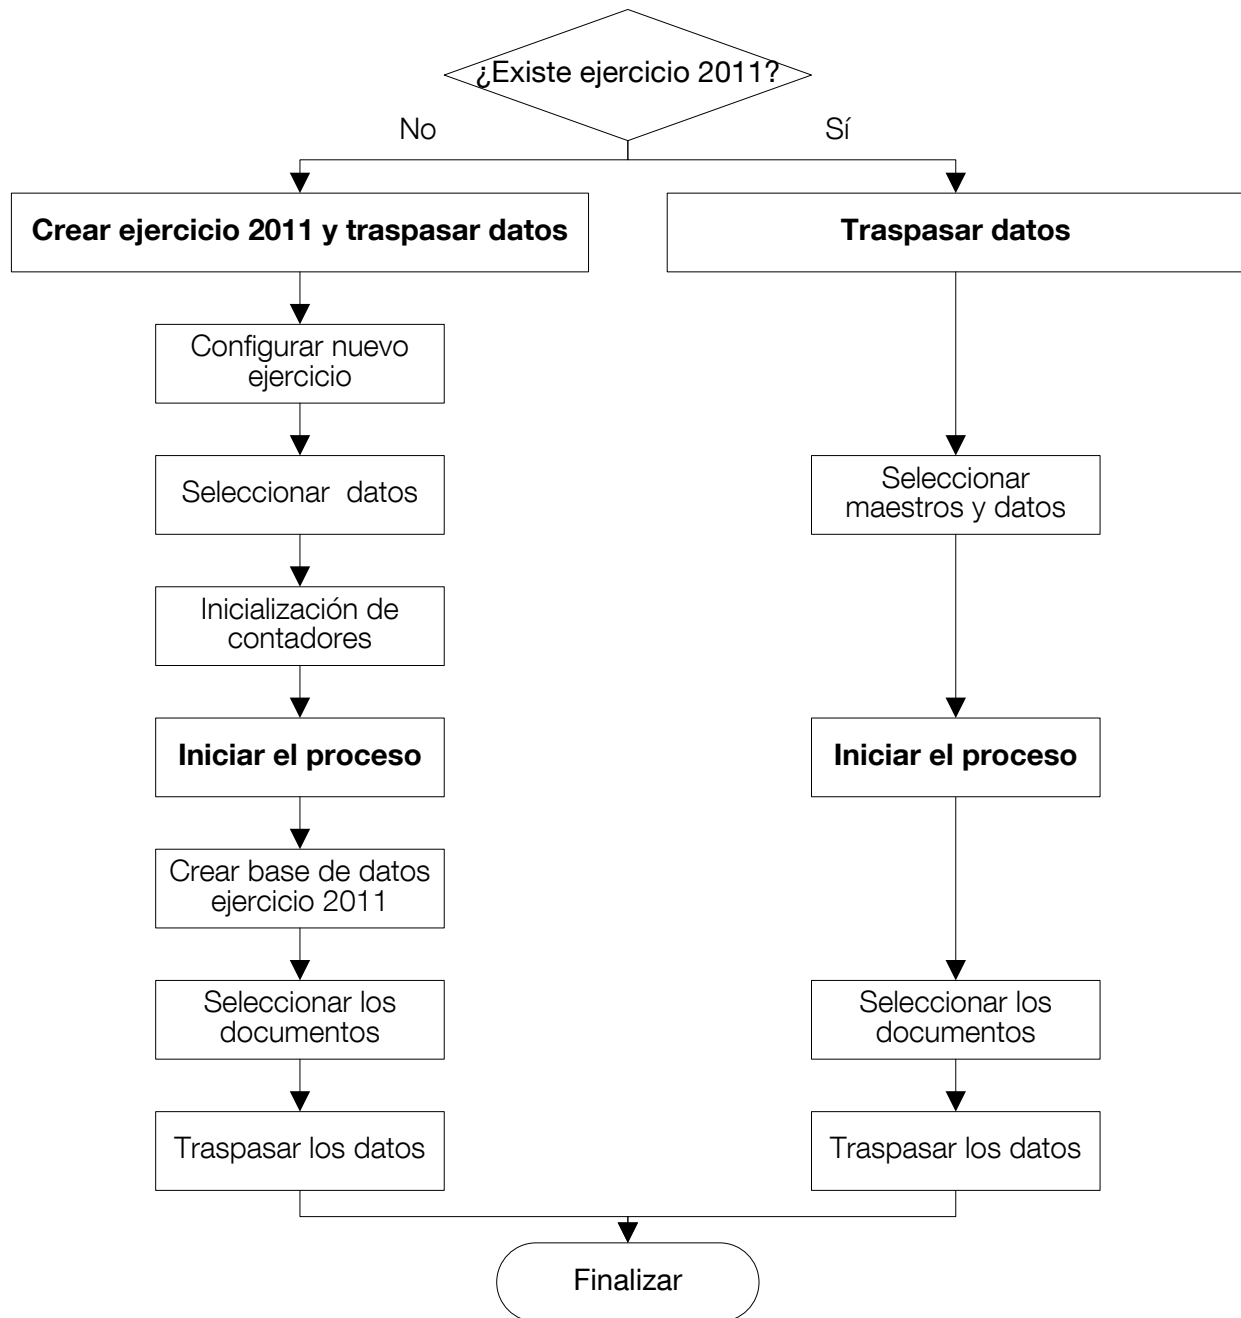 ¿Existe ejercicio 2011?
No
Sí
Crear ejercicio 2011 y traspasar datos
Traspasar datos
Configurar nuevo
ejercicio
Seleccionar datos
Seleccionar
maestros y datos
Inicialización de
contadores
Iniciar el proceso
Iniciar el proceso
Crear base de datos
ejercicio 2011
Seleccionar los
documentos
Seleccionar los
documentos
Traspasar los datos
Traspasar los datos
Finalizar